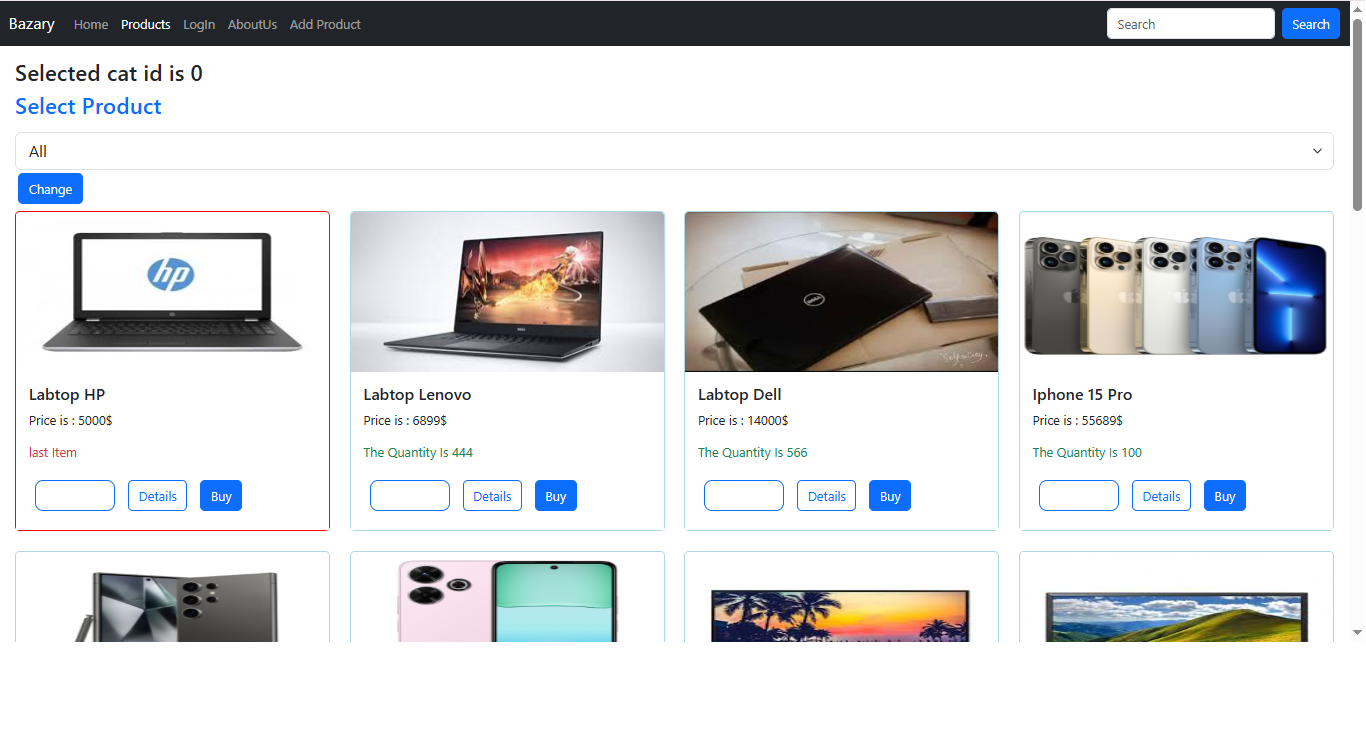 Bazary Home Products LogIn AboutUs Add Product Search Search
Selected cat id is 0
Select Product
All
Change
hp
DELL
Labtop HP
Price is : 5000$
last Item
Details Buy
Labtop Lenovo
Price is : 6899$
The Quantity Is 444
Details Buy
Labtop Dell
Price is : 14000$
The Quantity Is 566
Details Buy
Iphone 15 Pro
Price is : 55689$
The Quantity Is 100
Details Buy